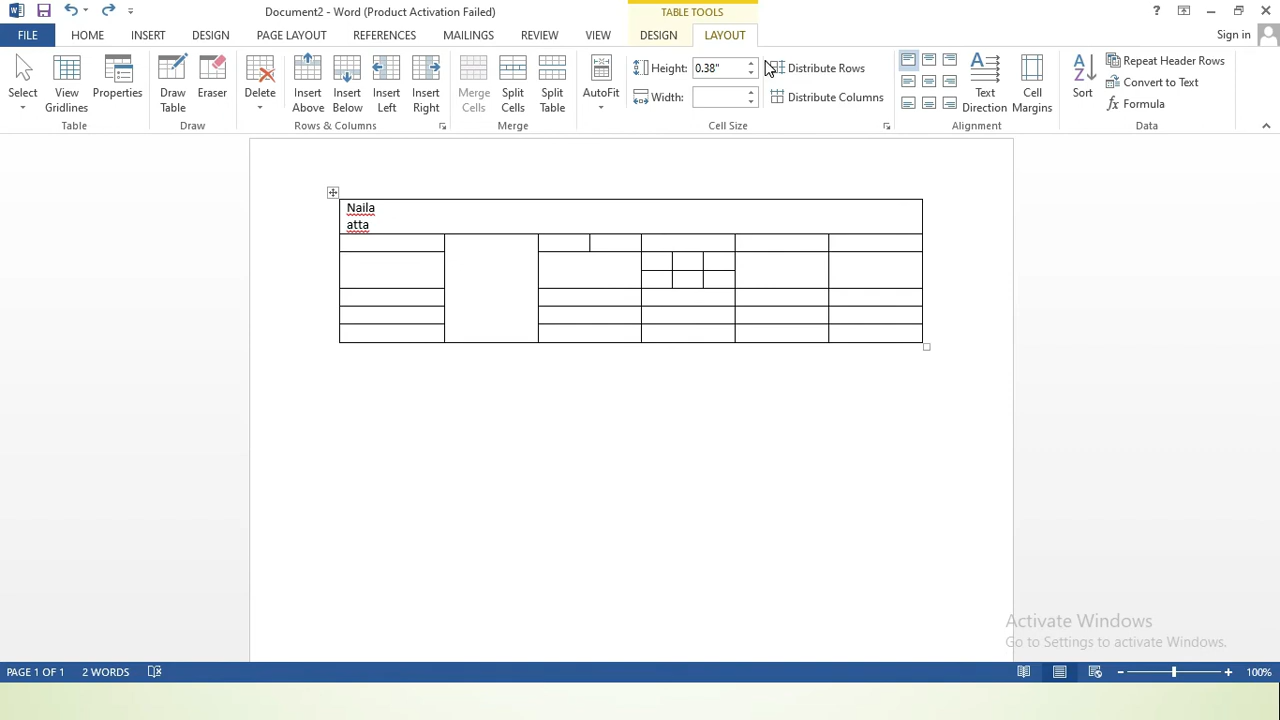 Document2 - Word (Product Activation Failed)
TABLE TOOLS
?
FILE HOME INSERT DESIGN PAGE LAYOUT REFERENCES MAILINGS REVIEW VIEW DESIGN LAYOUT Sign in
Select
View Gridlines
Properties
Table
Draw Table
Eraser
Draw
Delete
Insert Above
Insert Below
Insert Left
Insert Right
Rows & Columns
Merge Cells
Split Cells
Split Table
Merge
AutoFit
Height: 0.38"
Width:
Distribute Rows
Distribute Columns
Cell Size
Text Direction
Cell Margins
Alignment
A
Z
Sort
Repeat Header Rows
Convert to Text
fx Formula
Data
Naila
atta
Activate Windows
Go to Settings to activate Windows.
PAGE 1 OF 1 2 WORDS
100%